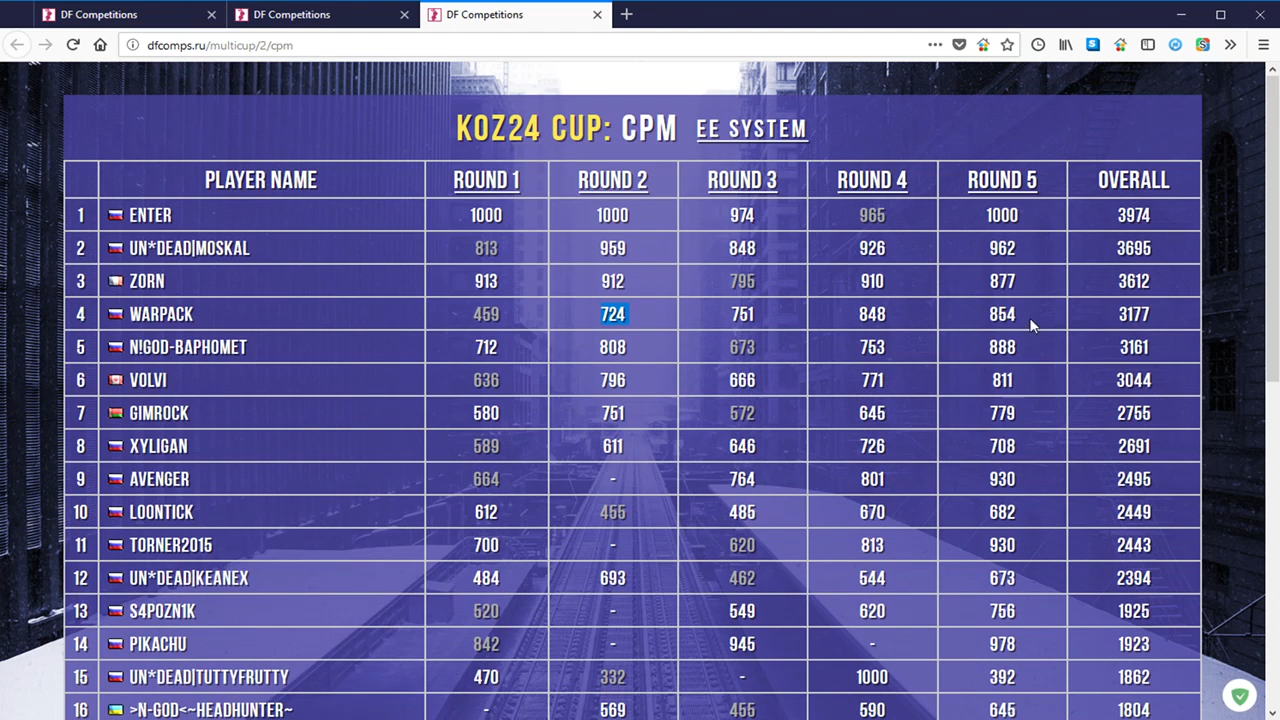 DF Competitions DF Competitions DF Competitions
dfcomps.ru/multicup/2/cpm
KOZ24 CUP: CPM EE SYSTEM
PLAYER NAME ROUND 1 ROUND 2 ROUND 3 ROUND 4 ROUND 5 OVERALL
1 ENTER 1000 1000 974 965 1000 3974
2 UN*DEAD|MOSKAL 813 959 848 926 962 3695
3 ZORN 913 912 795 910 877 3612
4 WARPACK 459 724 751 848 854 3177
5 N!GOD-BAPHOMET 712 808 673 753 888 3161
6 VOLVI 636 796 666 771 811 3044
7 GIMROCK 580 751 572 645 779 2755
8 XYLIGAN 589 611 646 726 708 2691
9 AVENGER 664 - 764 801 930 2495
10 LOONTICK 612 455 485 670 682 2449
11 TORNER2015 700 - 620 813 930 2443
12 UN*DEAD|KEANEX 484 693 462 544 673 2394
13 S4P0ZN1K 520 - 549 620 756 1925
14 PIKACHU 842 - 945 - 978 1923
15 UN*DEAD|TUTTYFRUTTY 470 332 - 1000 392 1862
16 >N-GOD<~HEADHUNTER~ - 569 455 590 645 1804